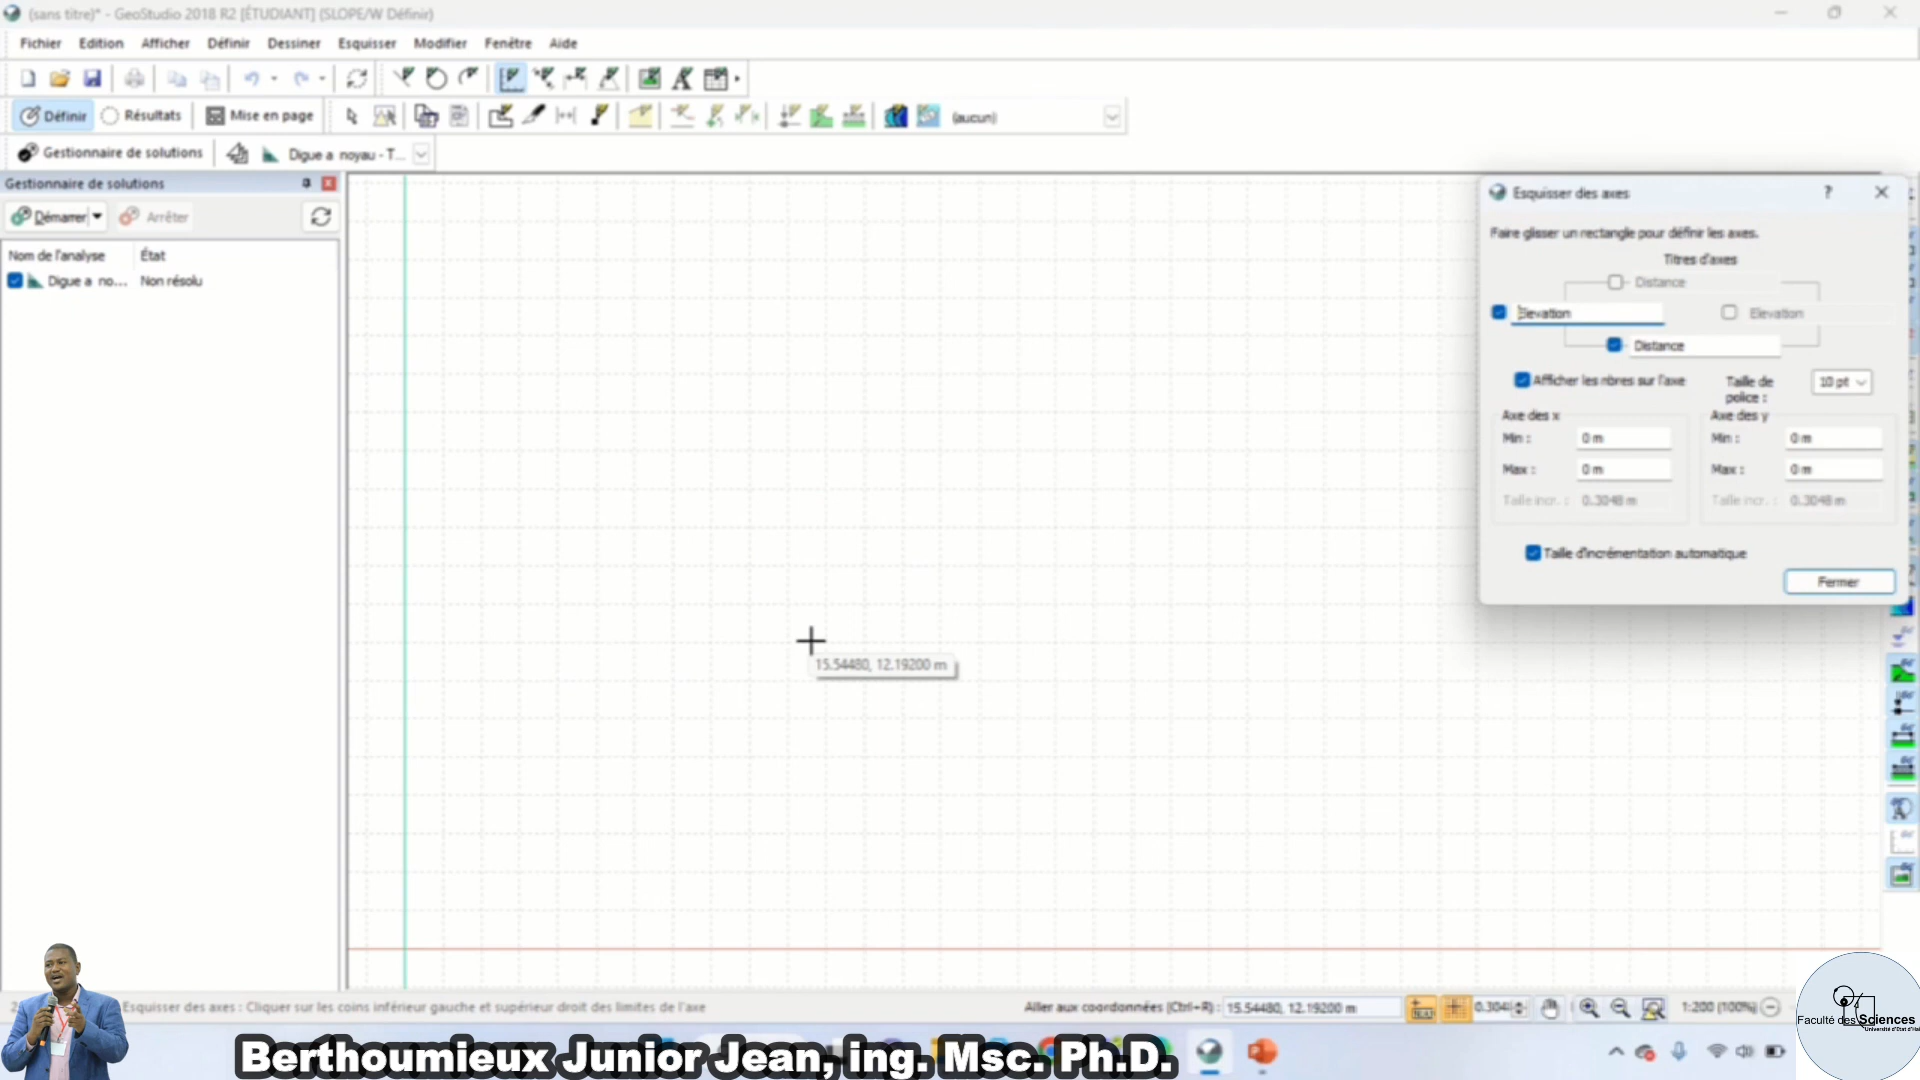 (sans titre)* - GeoStudio 2018 R2 [ÉTUDIANT] (SLOPE/W Définir)
Fichier Edition Afficher Définir Dessiner Esquisser Modifier Fenêtre Aide
Définir Résultats Mise en page (aucun)
Gestionnaire de solutions Digue a noyau - T...
Gestionnaire de solutions
Démarrer Arrêter
Nom de l'analyse État
Digue a no... Non résolu
Esquisser des axes
Faire glisser un rectangle pour définir les axes.
Titres d'axes
Distance
Elevation Elevation
Distance
Afficher les nbres sur l'axe Taille de police : 10 pt
Axe des x Axe des y
Min : 0 m Min : 0 m
Max : 0 m Max : 0 m
Taille incr. : 0.3048 m Taille incr. : 0.3048 m
Taille d'incrémentation automatique
Fermer
15.54480, 12.19200 m
Esquisser des axes : Cliquer sur les coins inférieur gauche et supérieur droit des limites de l'axe
Aller aux coordonnées (Ctrl+R) : 15.54480, 12.19200 m 0.304 1:200 (100%)
Berthoumieux Junior Jean, ing. Msc. Ph.D.
Faculté des Sciences